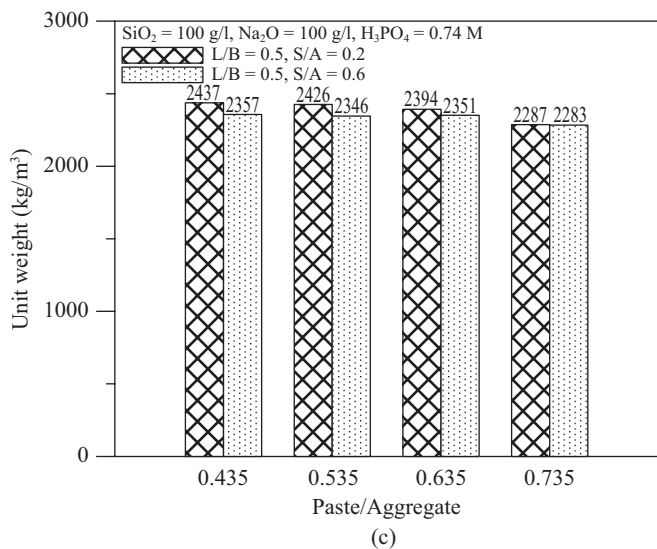 SiO₂ = 100 g/l, Na₂O = 100 g/l, H₃PO₄ = 0.74 M
L/B = 0.5, S/A = 0.2
L/B = 0.5, S/A = 0.6
3000
2000
1000
0
Unit weight (kg/m³)
2437
2357
2426
2346
2394
2351
2287
2283
0.435
0.535
0.635
0.735
Paste/Aggregate
(c)